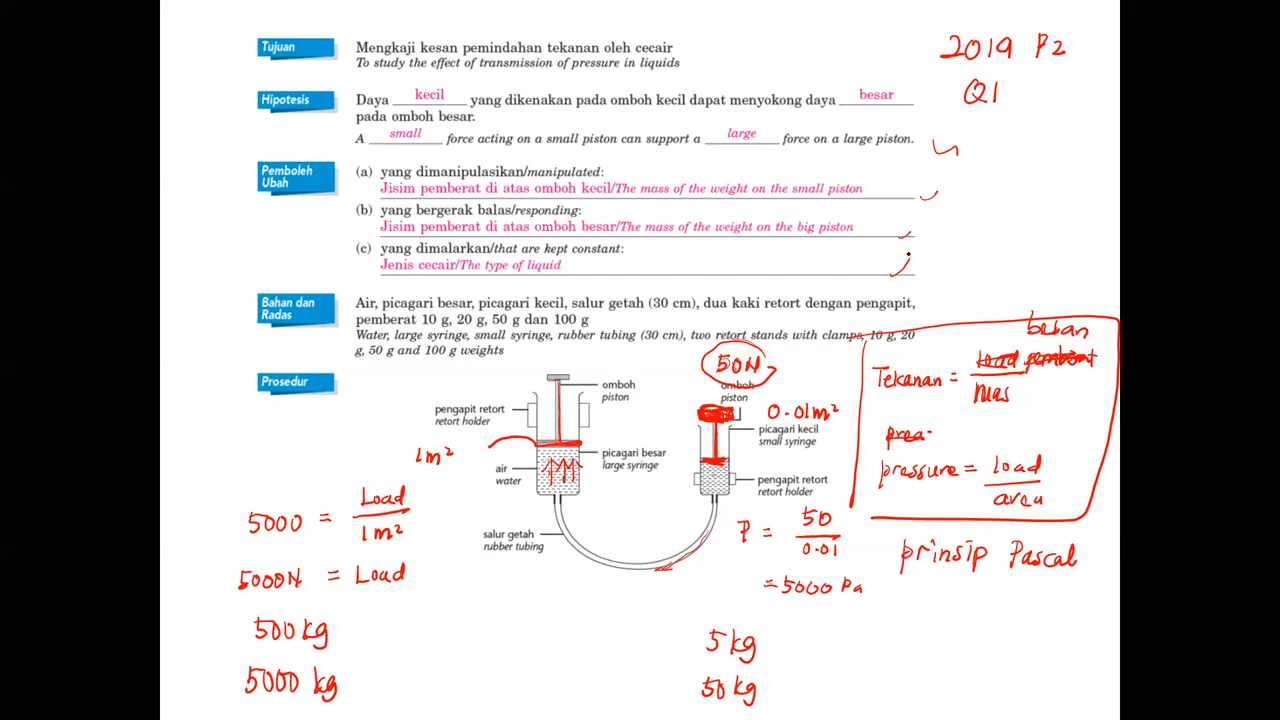 Tujuan
Mengkaji kesan pemindahan tekanan oleh cecair
To study the effect of transmission of pressure in liquids
2019 P2
Q1
Hipotesis
Daya kecil yang dikenakan pada omboh kecil dapat menyokong daya besar
pada omboh besar.
A small force acting on a small piston can support a large force on a large piston.
Pemboleh
Ubah
(a) yang dimanipulasikan/manipulated:
Jisim pemberat di atas omboh kecil/The mass of the weight on the small piston
(b) yang bergerak balas/responding:
Jisim pemberat di atas omboh besar/The mass of the weight on the big piston
(c) yang dimalarkan/that are kept constant:
Jenis cecair/The type of liquid
Bahan dan
Radas
Air, picagari besar, picagari kecil, salur getah (30 cm), dua kaki retort dengan pengapit,
pemberat 10 g, 20 g, 50 g dan 100 g
Water, large syringe, small syringe, rubber tubing (30 cm), two retort stands with clamps, 10 g, 20
g, 50 g and 100 g weights
Prosedur
omboh
piston
pengapit retort
retort holder
picagari besar
large syringe
air
water
salur getah
rubber tubing
50N
omboh
piston
0.01m²
picagari kecil
small syringe
pengapit retort
retort holder
1m²
5000 = Load
1m²
5000N = Load
500kg
5000 kg
P = 50
0.01
= 5000 Pa
5kg
50kg
beban
Tekanan = load pemberat
luas
prea
pressure = Load
area
prinsip Pascal